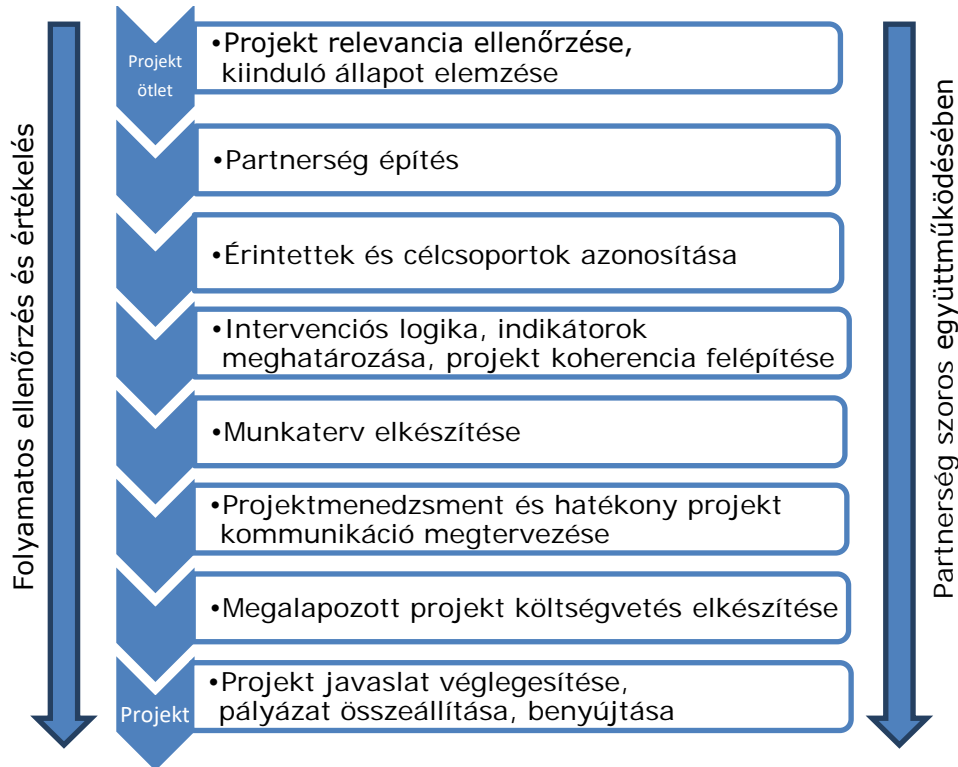 Folyamatos ellenőrzés és értékelés
Projekt
ötlet
•Projekt relevancia ellenőrzése,
kiinduló állapot elemzése
•Partnerség építés
•Érintettek és célcsoportok azonosítása
•Intervenciós logika, indikátorok
meghatározása, projekt koherencia felépítése
•Munkaterv elkészítése
•Projektmenedzsment és hatékony projekt
kommunikáció megtervezése
•Megalapozott projekt költségvetés elkészítése
Projekt
•Projekt javaslat véglegesítése,
pályázat összeállítása, benyújtása
Partnerség szoros együttműködésében